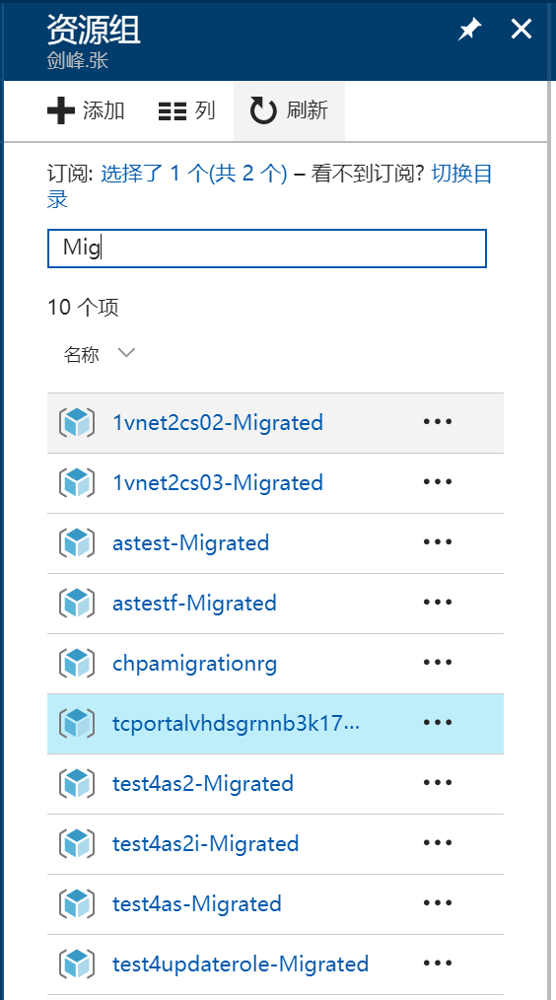 资源组
剑峰.张
添加 列 刷新
订阅: 选择了 1 个(共 2 个) – 看不到订阅? 切换目
录
Mig
10 个项
名称
1vnet2cs02-Migrated
1vnet2cs03-Migrated
astest-Migrated
astestf-Migrated
chpamigrationrg
tcportalvhdsgrnnb3k17...
test4as2-Migrated
test4as2i-Migrated
test4as-Migrated
test4updaterole-Migrated